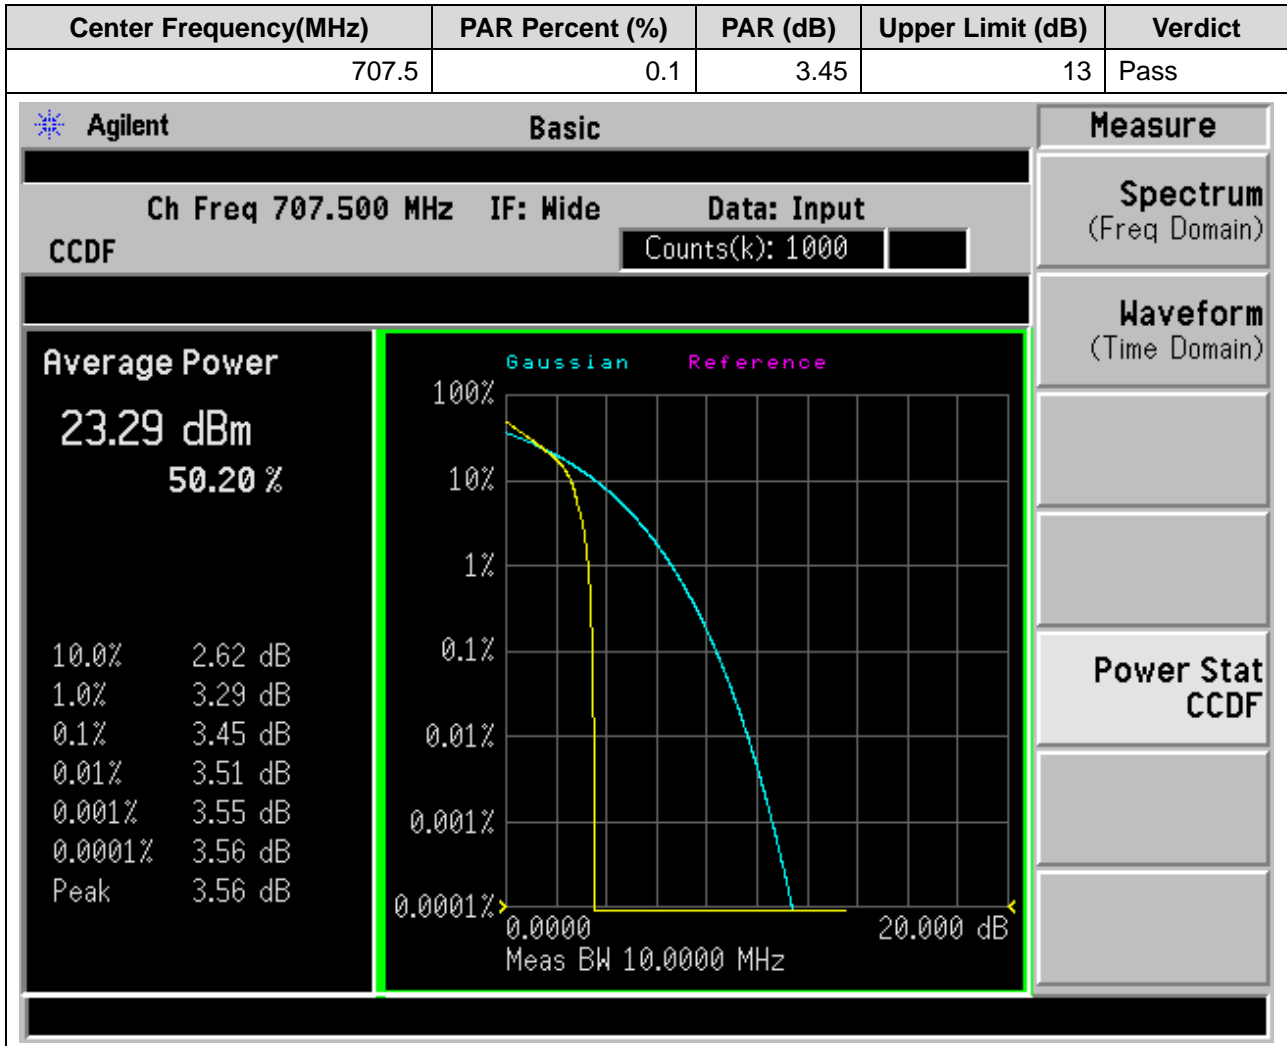 Center Frequency(MHz) PAR Percent (%) PAR (dB) Upper Limit (dB) Verdict
707.5 0.1 3.45 13 Pass
Agilent Basic Measure
Ch Freq 707.500 MHz IF: Wide Data: Input
CCDF Counts(k): 1000
Average Power
23.29 dBm
50.20 %
10.0% 2.62 dB
1.0% 3.29 dB
0.1% 3.45 dB
0.01% 3.51 dB
0.001% 3.55 dB
0.0001% 3.56 dB
Peak 3.56 dB
Gaussian Reference
100%
10%
1%
0.1%
0.01%
0.001%
0.0001%
0.0000 20.000 dB
Meas BW 10.0000 MHz
Spectrum
(Freq Domain)
Waveform
(Time Domain)
Power Stat
CCDF